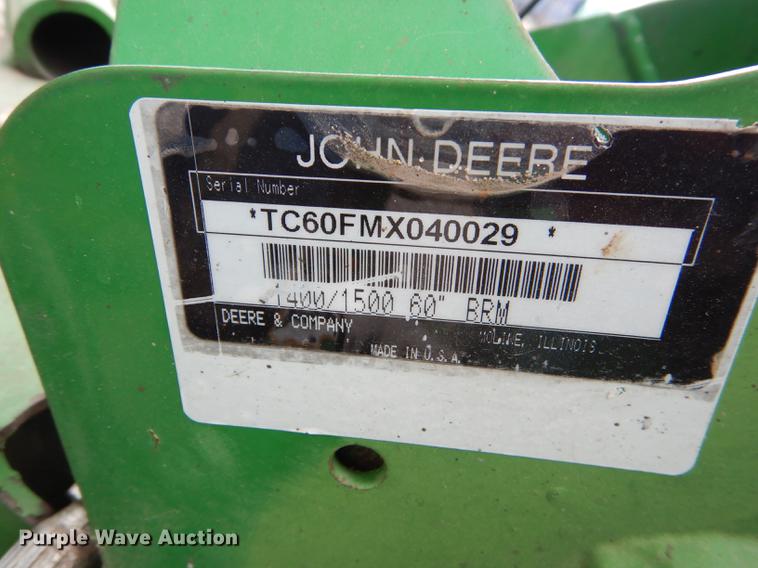 JOHN DEERE
Serial Number
*TC60FMX040029 *
1400/1500 60" BRM
DEERE & COMPANY MOLINE, ILLINOIS
MADE IN U.S.A.
Purple Wave Auction